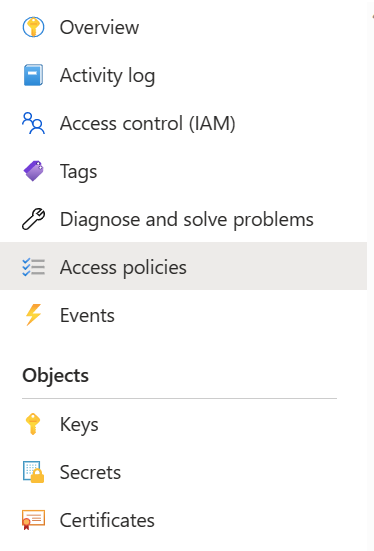 Overview
Activity log
Access control (IAM)
Tags
Diagnose and solve problems
Access policies
Events
Objects
Keys
Secrets
Certificates